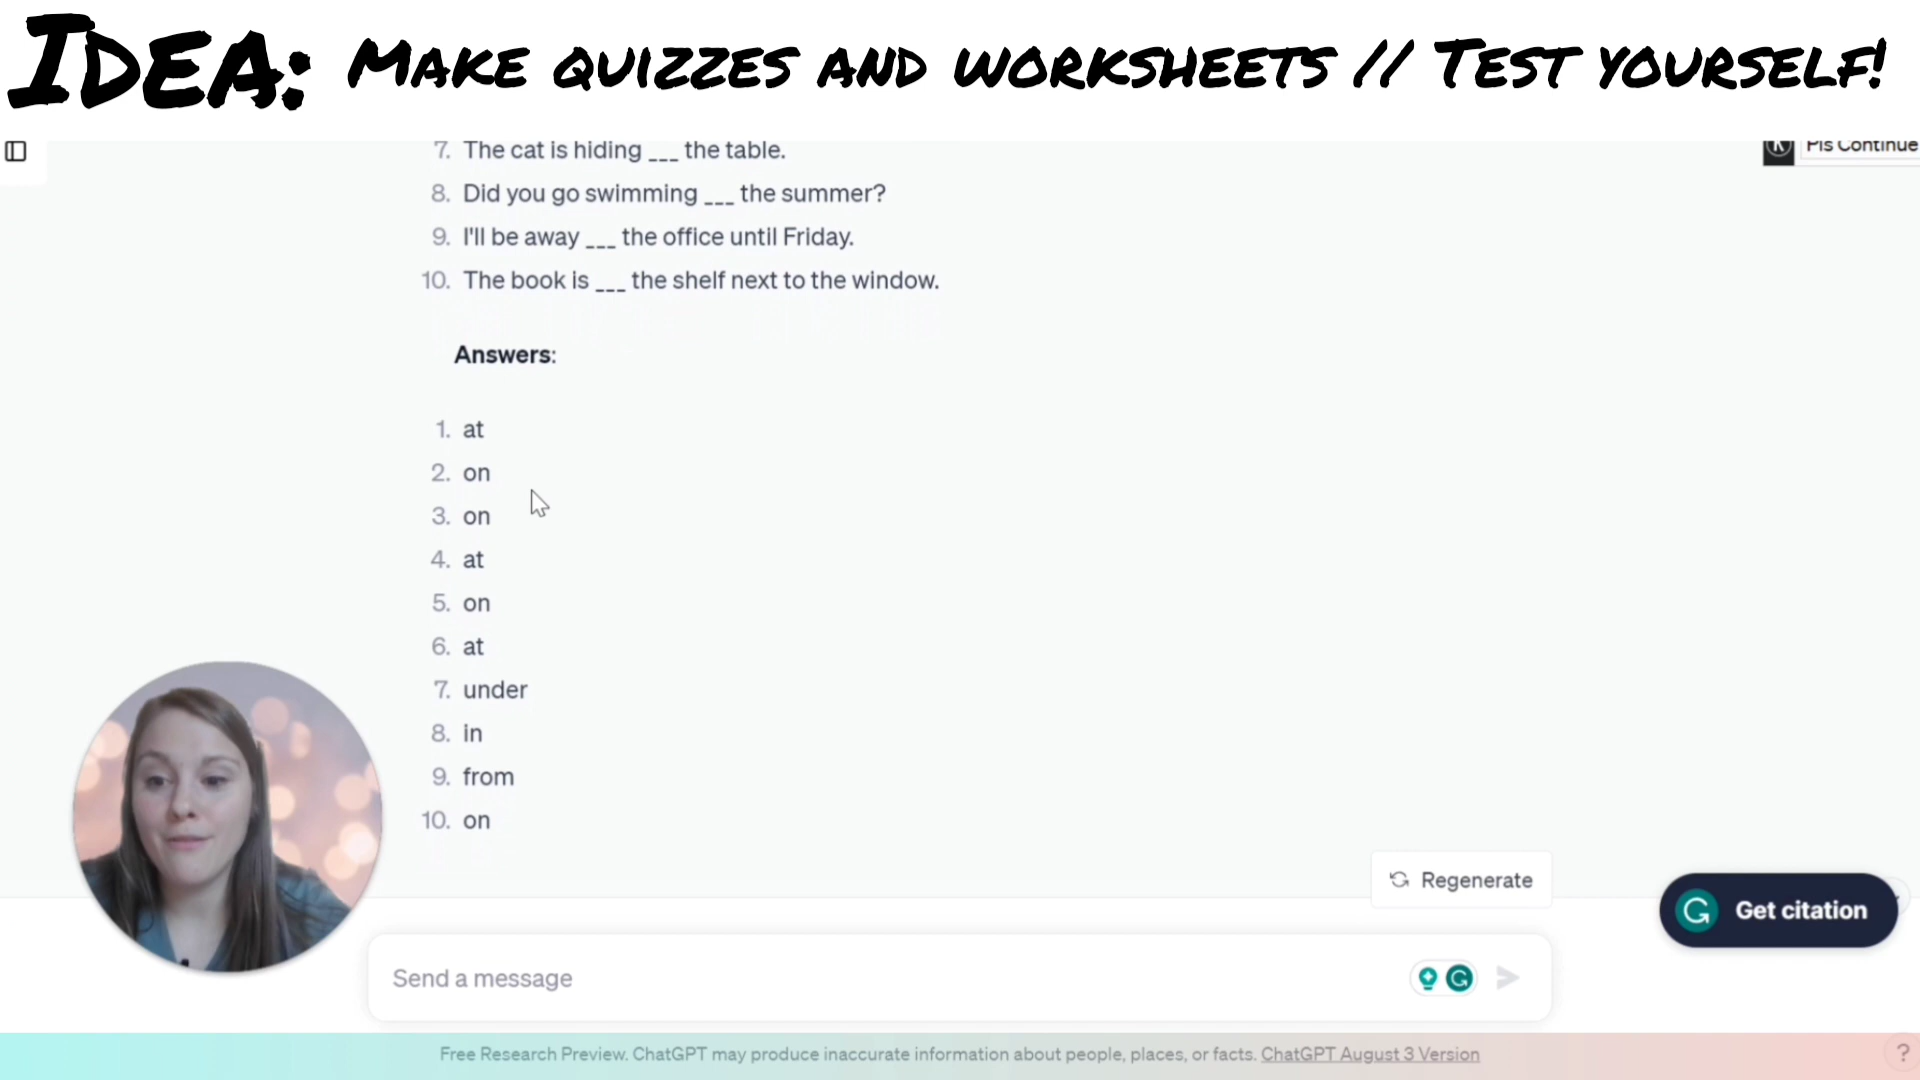 IDEA: MAKE QUIZZES AND WORKSHEETS // TEST YOURSELF!
Pls Continue
7. The cat is hiding ___ the table.
8. Did you go swimming ___ the summer?
9. I'll be away ___ the office until Friday.
10. The book is ___ the shelf next to the window.
Answers:
1. at
2. on
3. on
4. at
5. on
6. at
7. under
8. in
9. from
10. on
Regenerate
Get citation
Send a message
Free Research Preview. ChatGPT may produce inaccurate information about people, places, or facts. ChatGPT August 3 Version
?